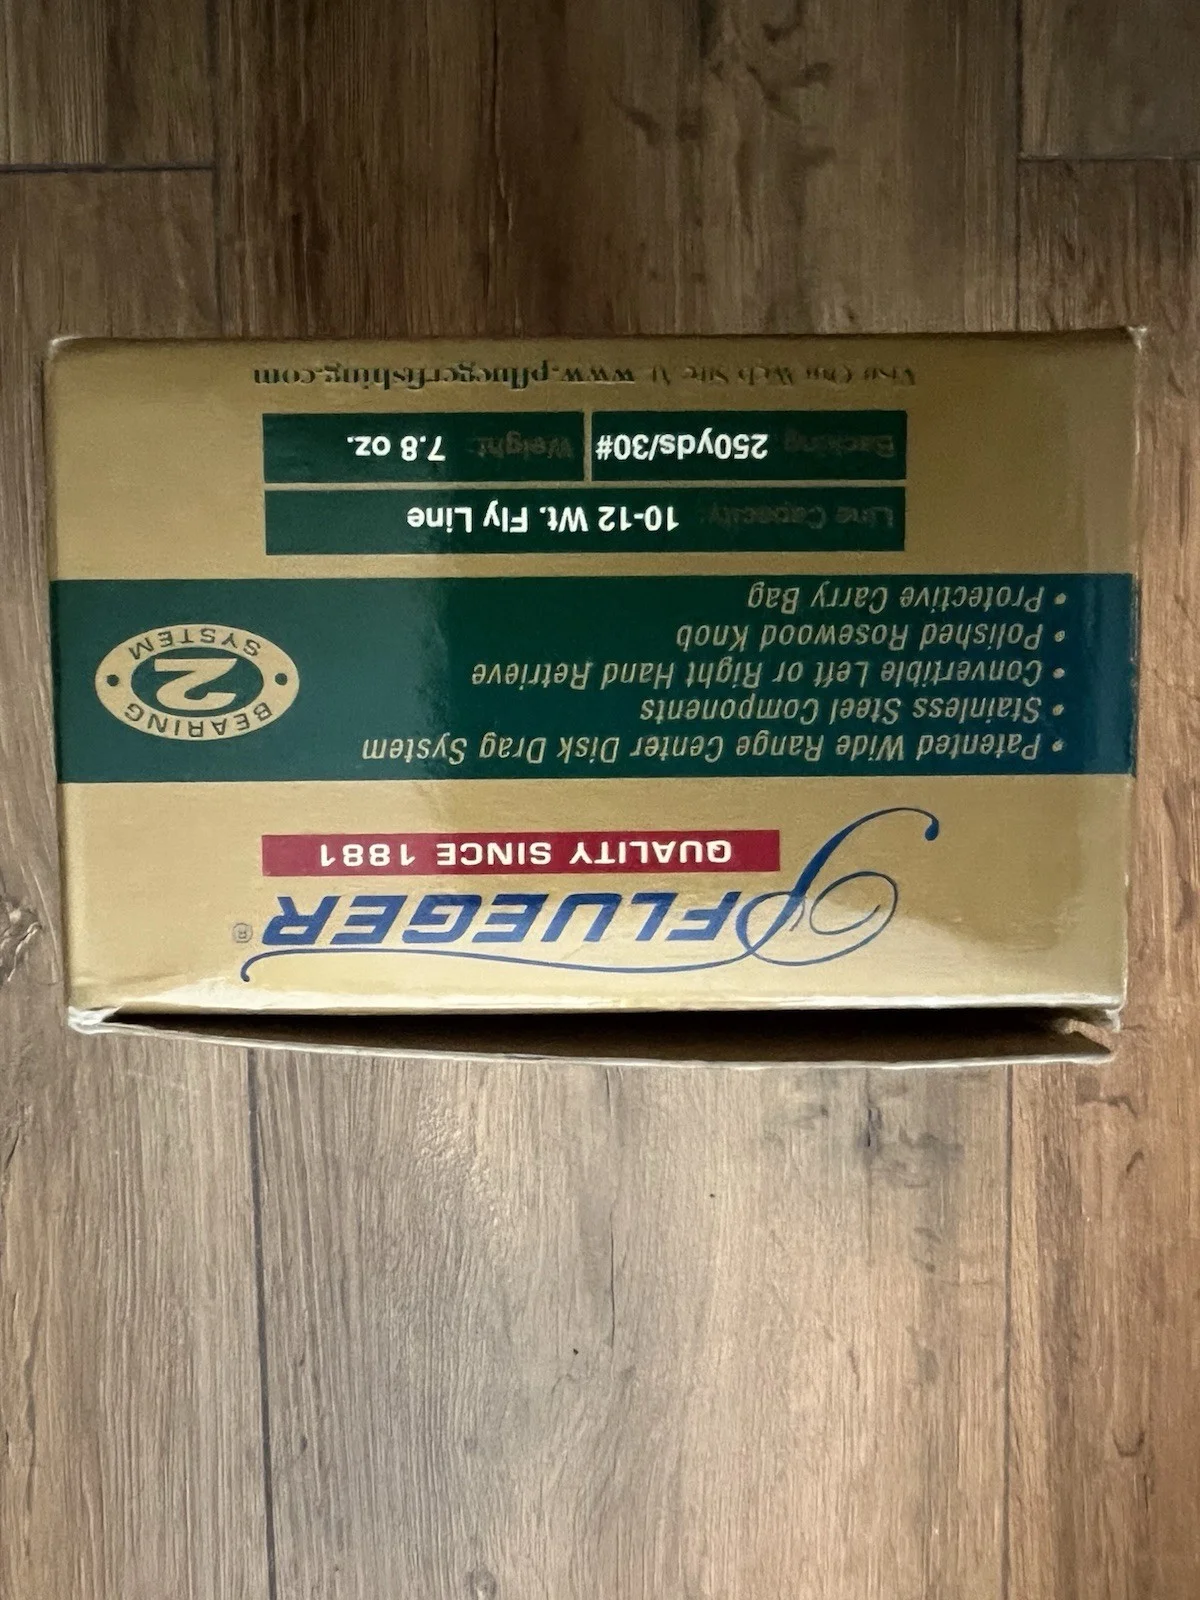 PFLUEGER®
QUALITY SINCE 1881
• Patented Wide Range Center Disk Drag System
• Stainless Steel Components
• Convertible Left or Right Hand Retrieve
• Polished Rosewood Knob
• Protective Carry Bag
BEARING
2
SYSTEM
Line Capacity: 10-12 Wt. Fly Line
Backing 250yds/30# Weight: 7.8 oz.
Visit Our Web Site At www.pfluegerfishing.com